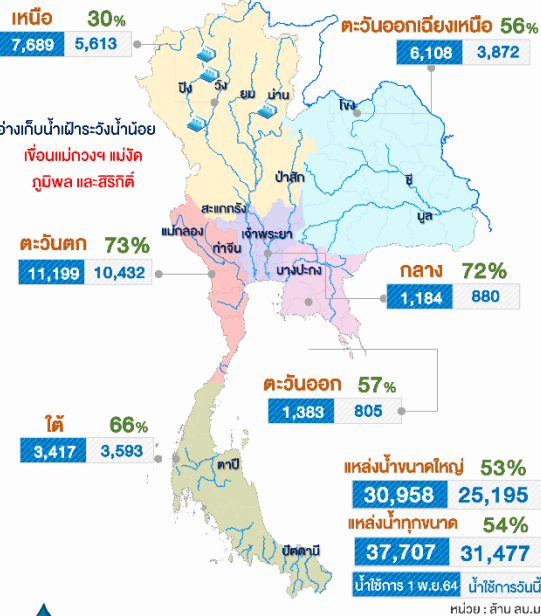 เหนือ 30%
7,689 5,613
ตะวันออกเฉียงเหนือ 56%
6,108 3,872
ปิง
วัง
ยม
น่าน
โขง
อ่างเก็บน้ำเฝ้าระวังน้ำน้อย
เขื่อนแม่กวงฯ แม่งัด
ภูมิพล และสิริกิติ์
ป่าสัก
ชี
มูล
สะแกกรัง
แม่กลอง
ท่าจีน
เจ้าพระยา
บางปะกง
ตะวันตก 73%
11,199 10,432
กลาง 72%
1,184 880
ตะวันออก 57%
1,383 805
ใต้ 66%
3,417 3,593
ตาปี
ปัตตานี
แหล่งน้ำขนาดใหญ่ 53%
30,958 25,195
แหล่งน้ำทุกขนาด 54%
37,707 31,477
น้ำใช้การ 1 พ.ย.64 น้ำใช้การวันนี้
หน่วย : ล้าน ลบ.ม